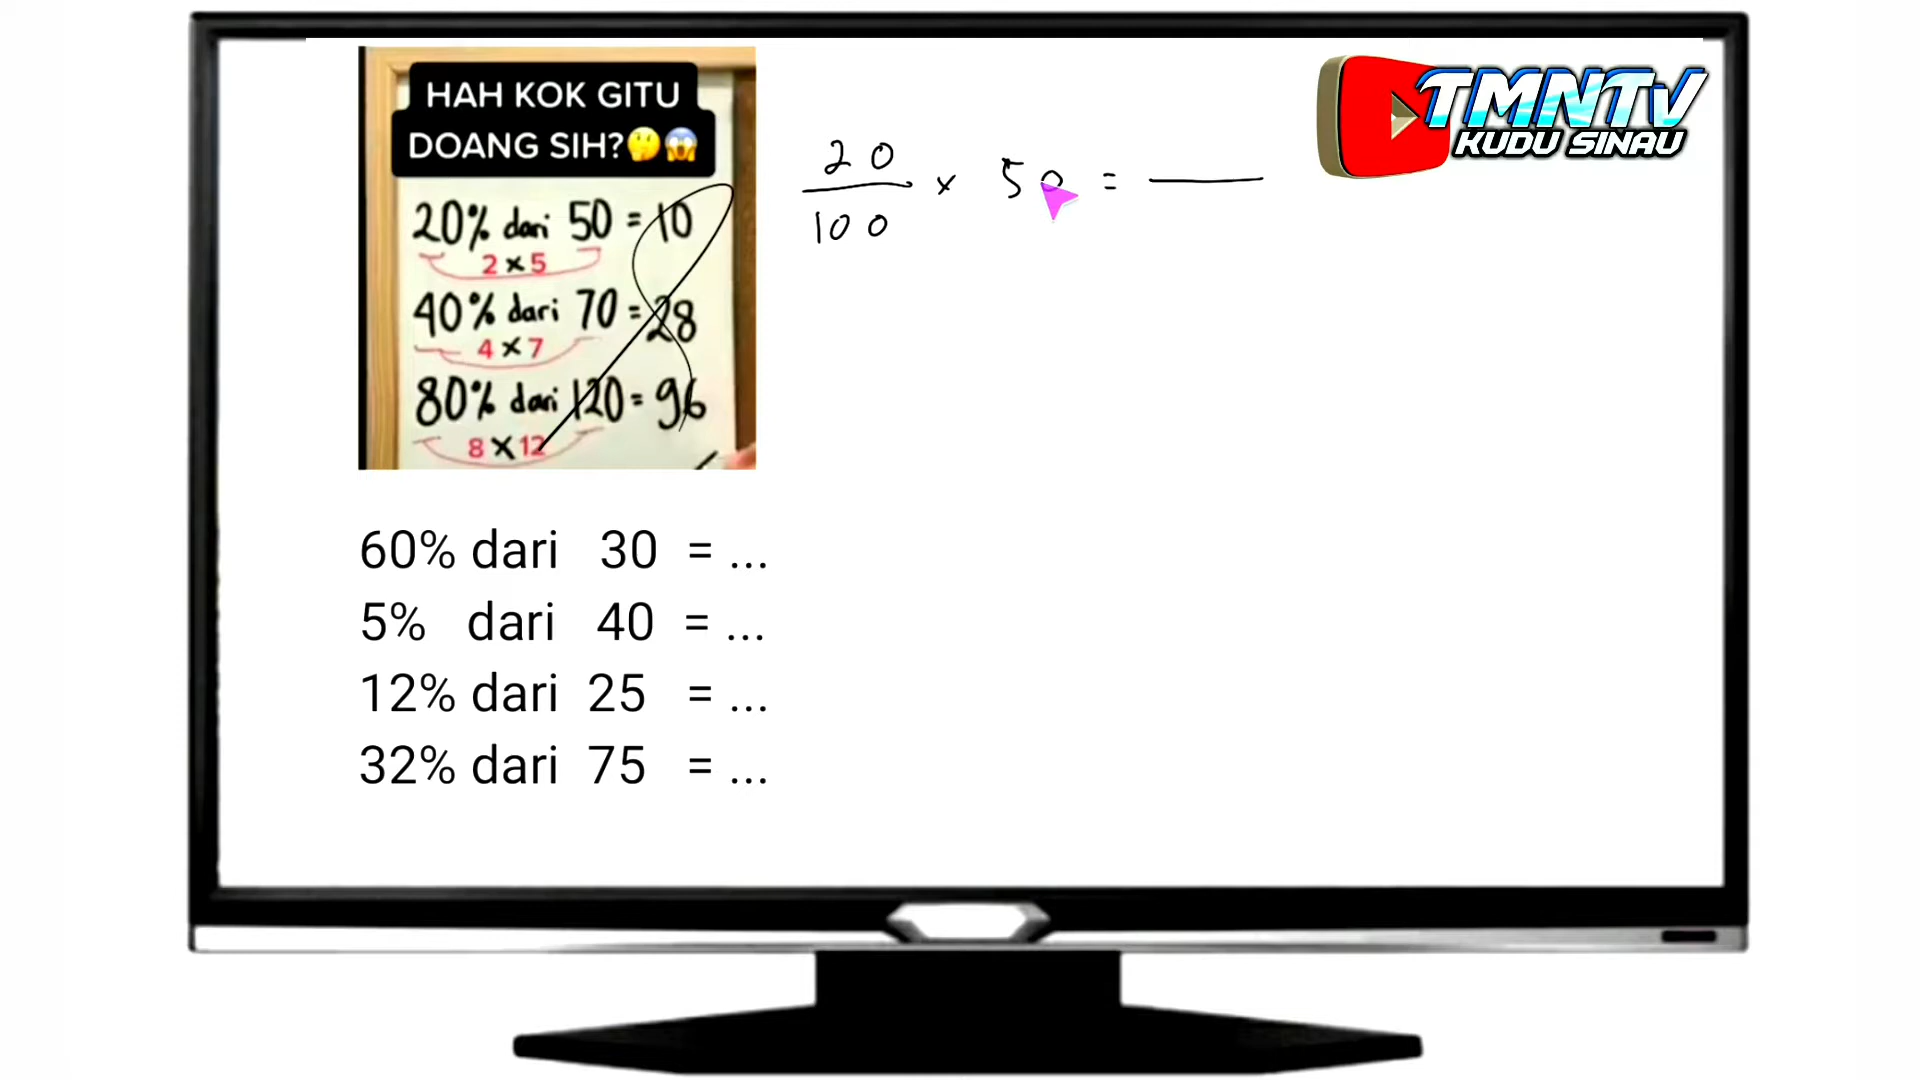 HAH KOK GITU
DOANG SIH?🤔😱
20% dari 50 = 10
2 × 5
40% dari 70 = 28
4 × 7
80% dari 120 = 96
8 × 12
20
100
× 50 =
TMNTV
KUDU SINAU
60% dari 30 = ...
5% dari 40 = ...
12% dari 25 = ...
32% dari 75 = ...